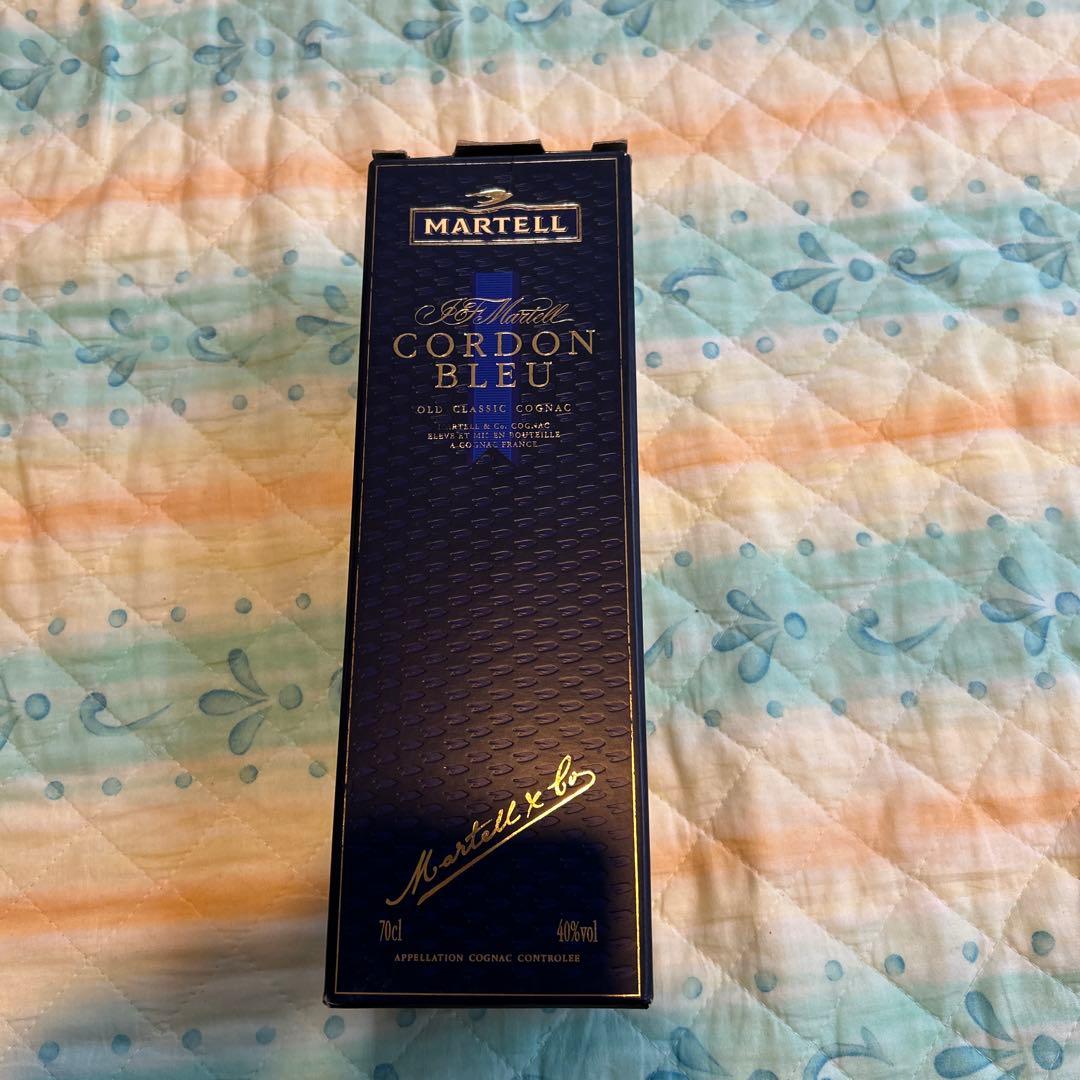 MARTELL
J&F Martell
CORDON
BLEU
OLD CLASSIC COGNAC
MARTELL & Co. COGNAC
ELEVE ET MIS EN BOUTEILLE
A COGNAC FRANCE
Martell & Co
70cl 40%vol
APPELLATION COGNAC CONTROLEE